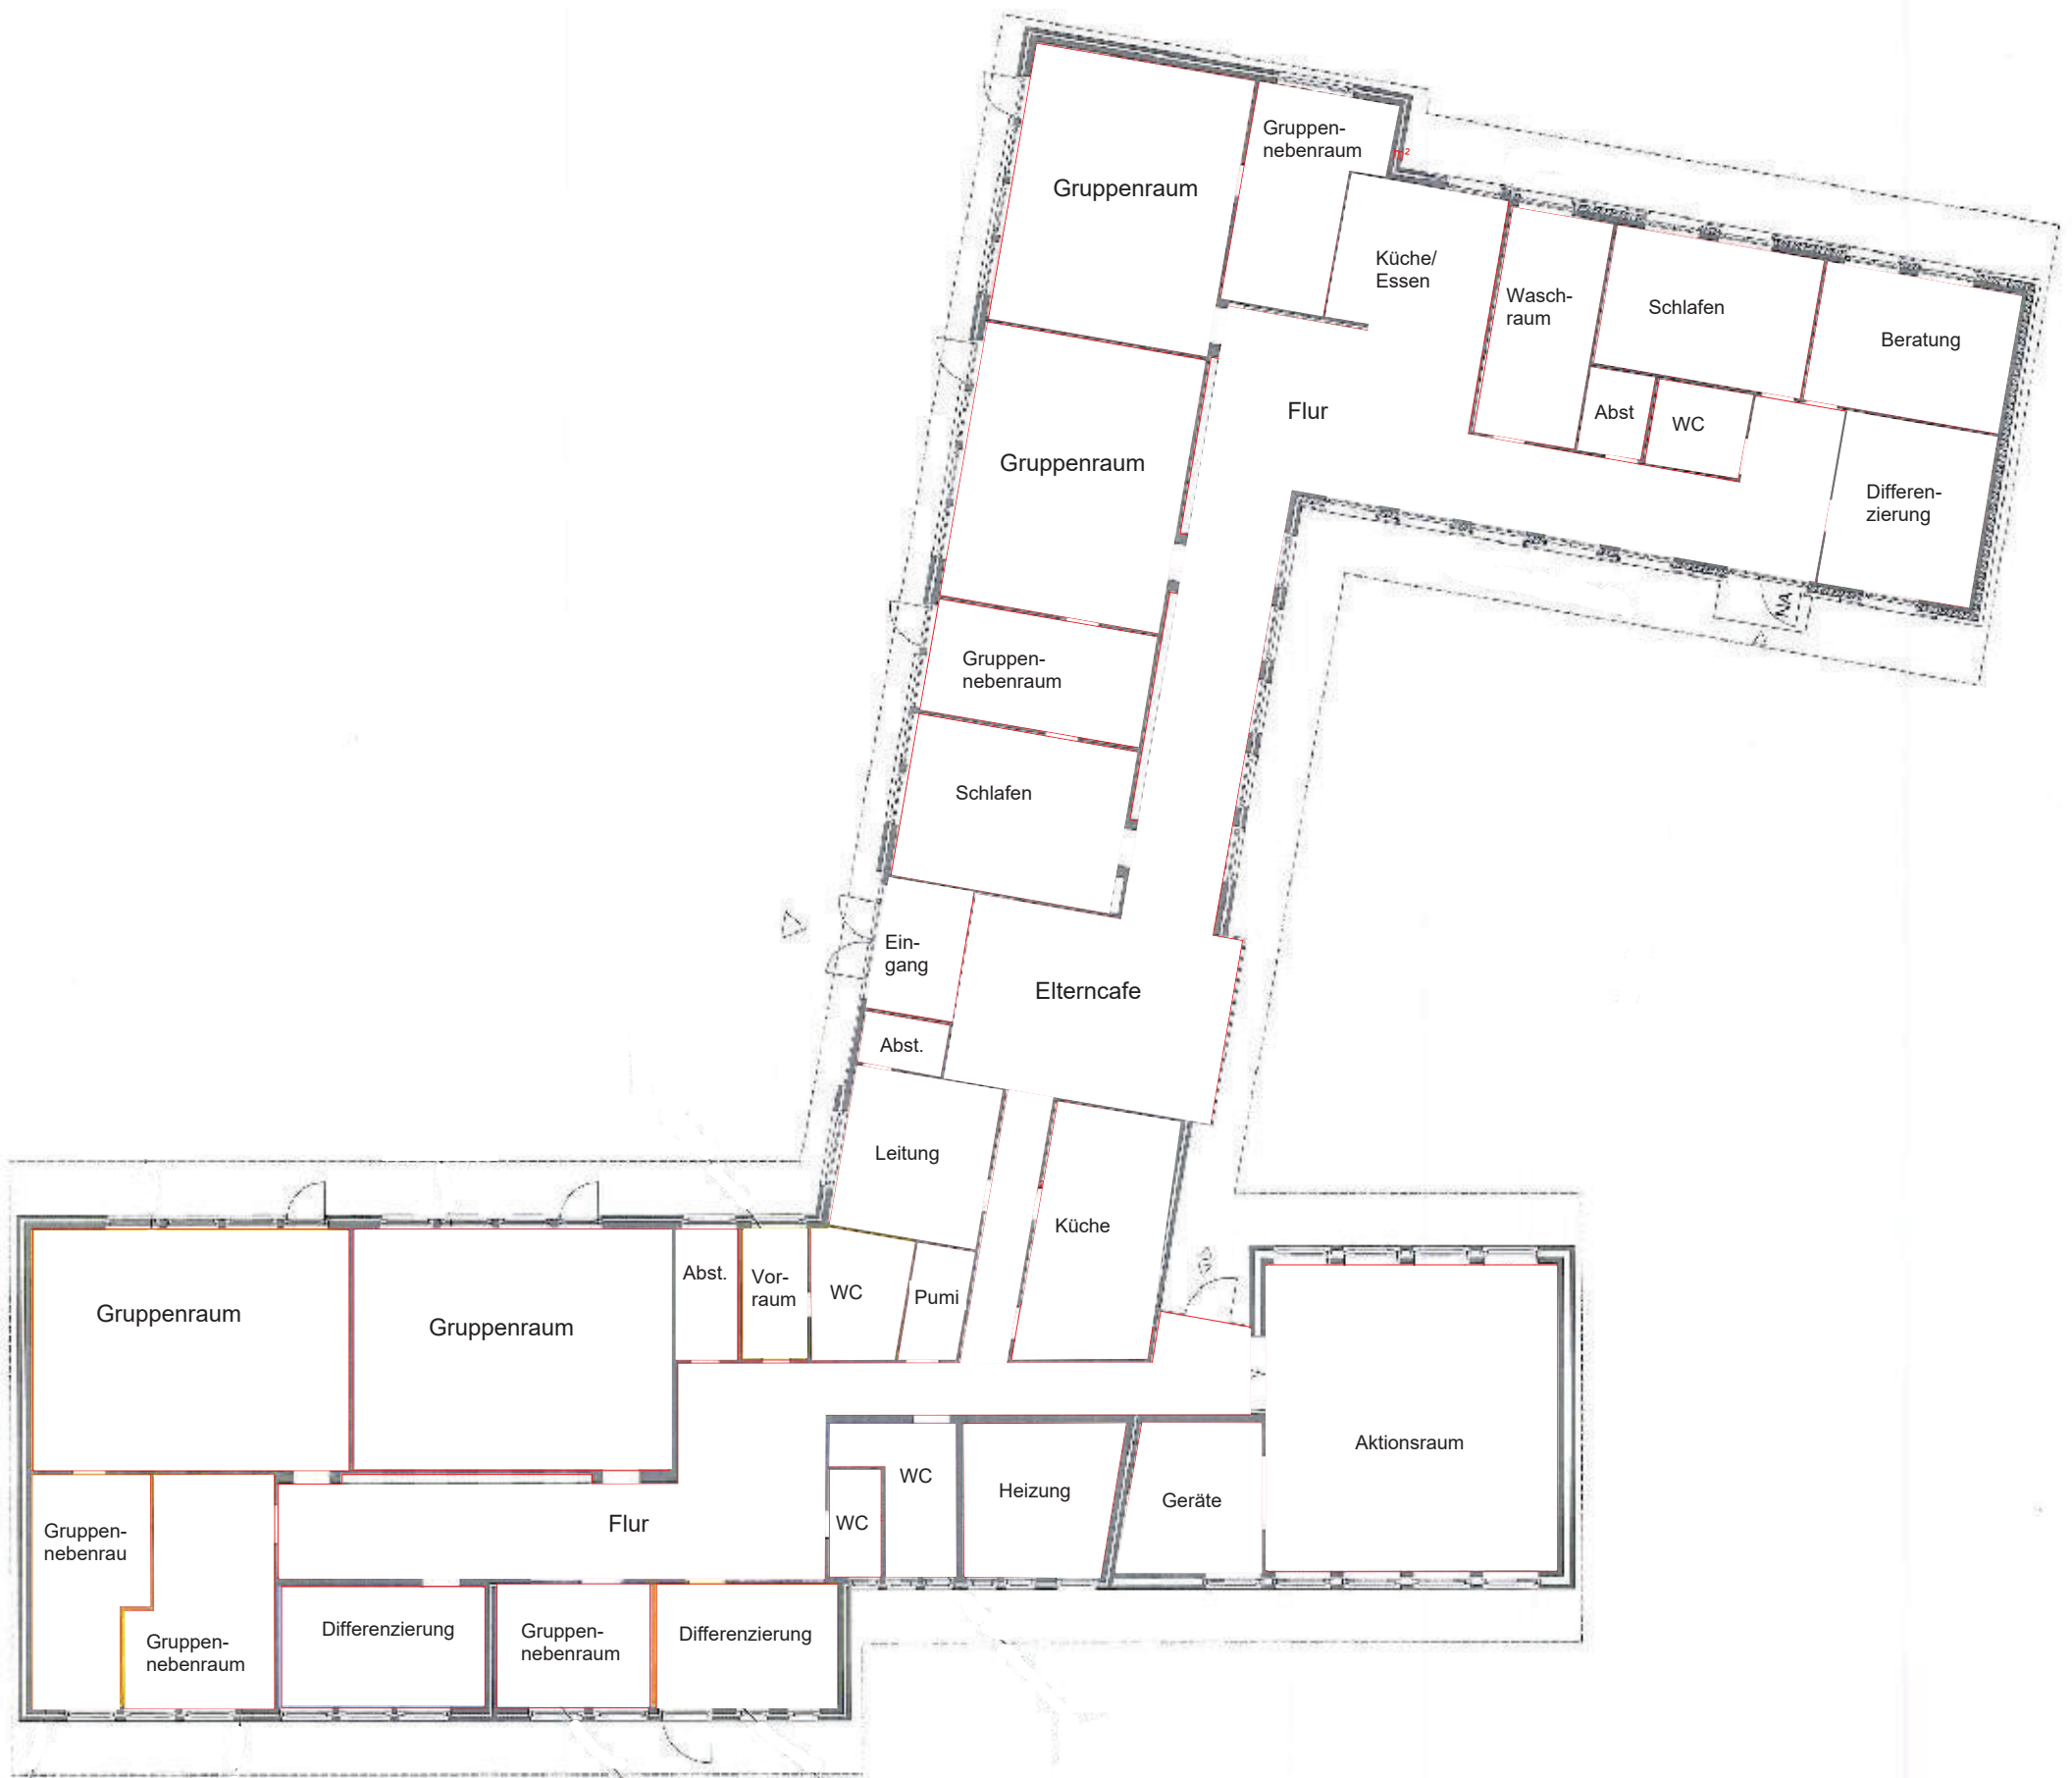 Gruppen-
nebenraum
m²
Gruppenraum
Küche/
Essen
Wasch-
raum
Schlafen
Beratung
Abst
WC
Flur
Gruppenraum
Differen-
zierung
NA
Gruppen-
nebenraum
Schlafen
Ein-
gang
Elterncafe
Abst.
Leitung
Küche
Abst.
Vor-
raum
WC
Pumi
Gruppenraum
Gruppenraum
Aktionsraum
WC
Heizung
Geräte
WC
Flur
Gruppen-
nebenrau
Gruppen-
nebenraum
Differenzierung
Gruppen-
nebenraum
Differenzierung